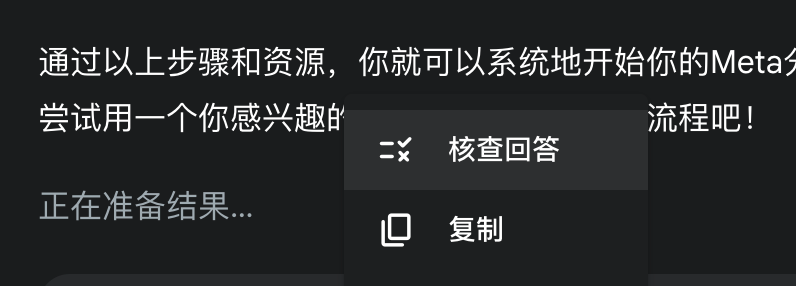 通过以上步骤和资源，你就可以系统地开始你的Meta分
尝试用一个你感兴趣的
流程吧！
核查回答
正在准备结果...
复制